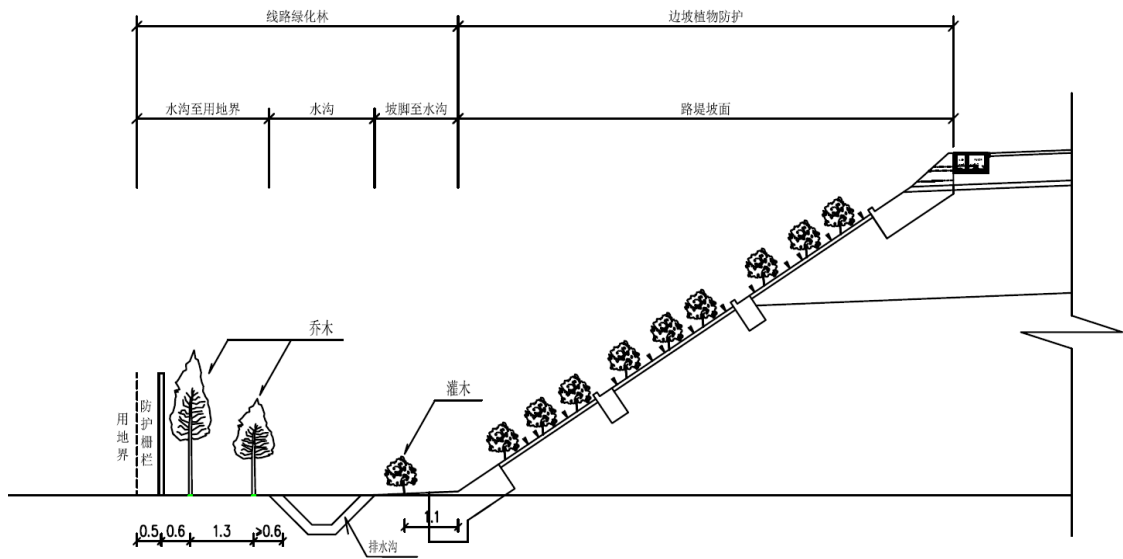 线路绿化林
边坡植物防护
水沟至用地界
水沟
坡脚至水沟
路堤坡面
乔木
灌木
用地界
防护栅栏
0.5
0.6
1.3
>0.6
1.1
排水沟